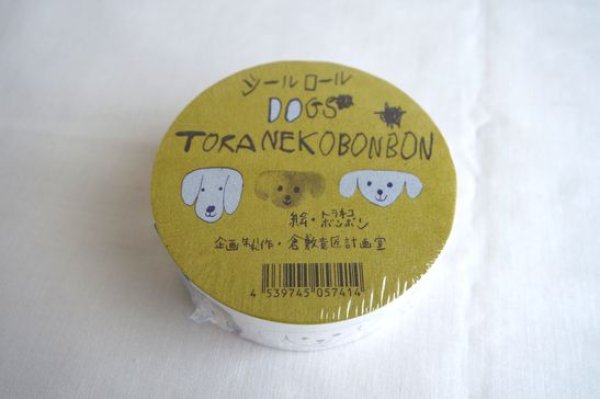 シールロール
DOGS
TORANEKOBONBON
絵・トラネコ
ボンボン
企画製作・倉敷意匠計画室
4 539745 057414